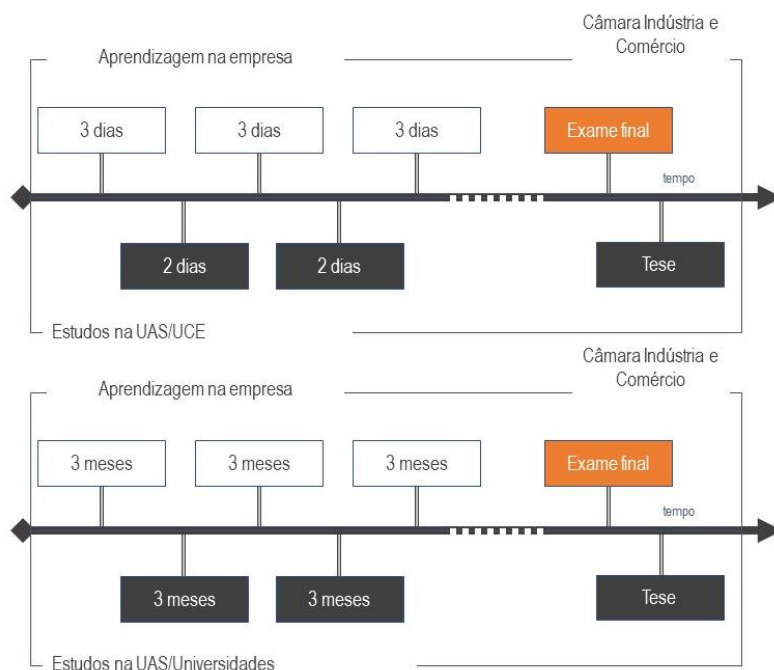 Câmara Indústria e
Comércio
Aprendizagem na empresa
3 dias
3 dias
3 dias
Exame final
tempo
2 dias
2 dias
Tese
Estudos na UAS/UCE
Câmara Indústria e
Comércio
Aprendizagem na empresa
3 meses
3 meses
3 meses
Exame final
tempo
3 meses
3 meses
Tese
Estudos na UAS/Universidades